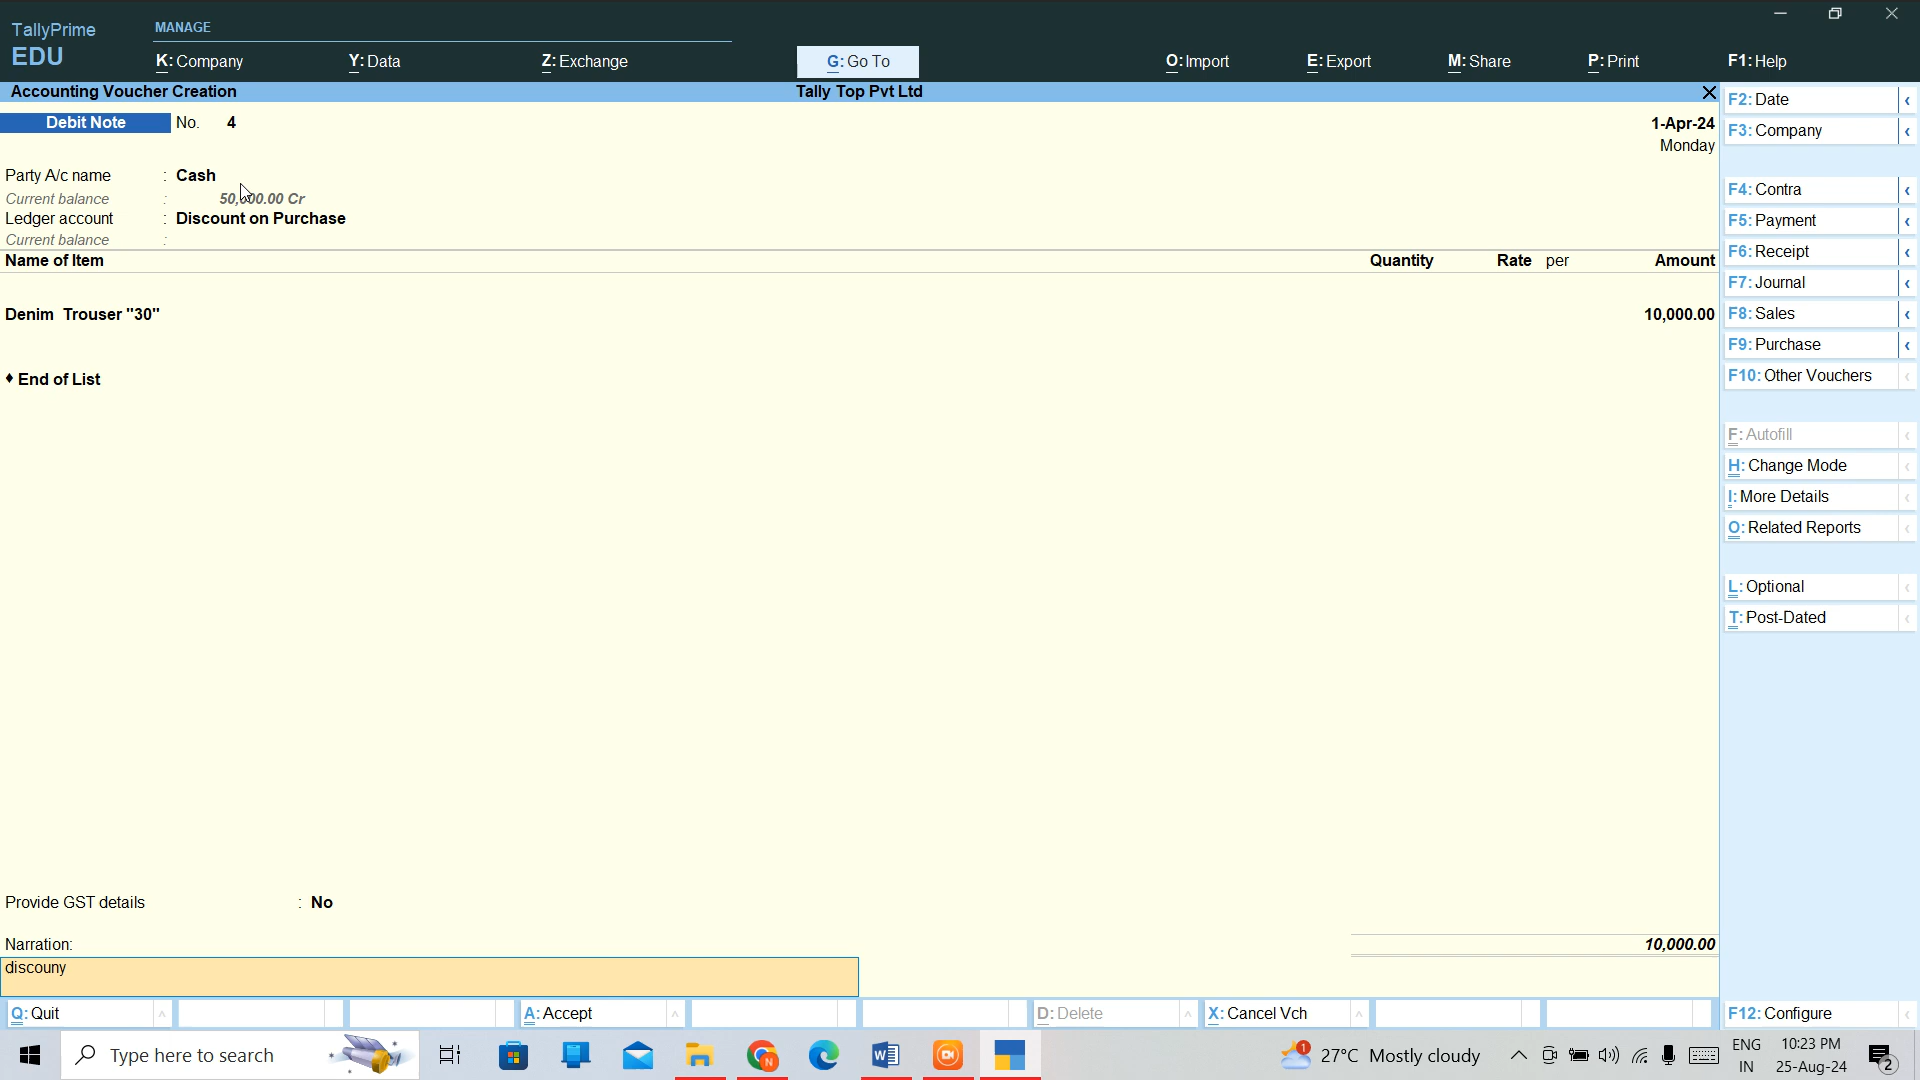 TallyPrime
EDU
MANAGE
K: Company
Y: Data
Z: Exchange
G: Go To
O: Import
E: Export
M: Share
P: Print
F1: Help
Accounting Voucher Creation
Tally Top Pvt Ltd
Debit Note No. 4
1-Apr-24
Monday
Party A/c name : Cash
Current balance : Cr
Ledger account : Discount on Purchase
Current balance :
Name of Item Quantity Rate per Amount
Denim Trouser "30" 10,000.00
♦ End of List
Provide GST details : No
Narration: 10,000.00
discouny
F2: Date
F3: Company
F4: Contra
F5: Payment
F6: Receipt
F7: Journal
F8: Sales
F9: Purchase
F10: Other Vouchers
F: Autofill
H: Change Mode
I: More Details
O: Related Reports
L: Optional
T: Post-Dated
F12: Configure
Q: Quit
A: Accept
D: Delete
X: Cancel Vch
Type here to search
27°C Mostly cloudy
ENG
IN
10:23 PM
25-Aug-24
2